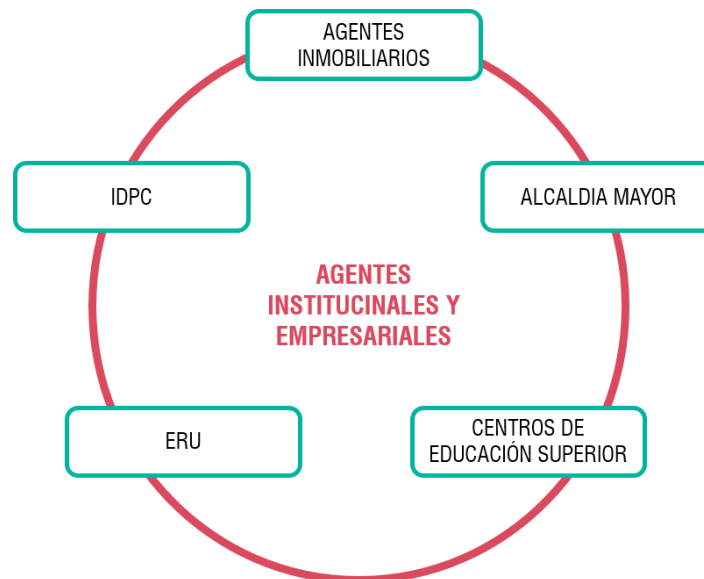 AGENTES
INMOBILIARIOS
IDPC
ALCALDIA MAYOR
AGENTES
INSTITUCINALES Y
EMPRESARIALES
ERU
CENTROS DE
EDUCACIÓN SUPERIOR